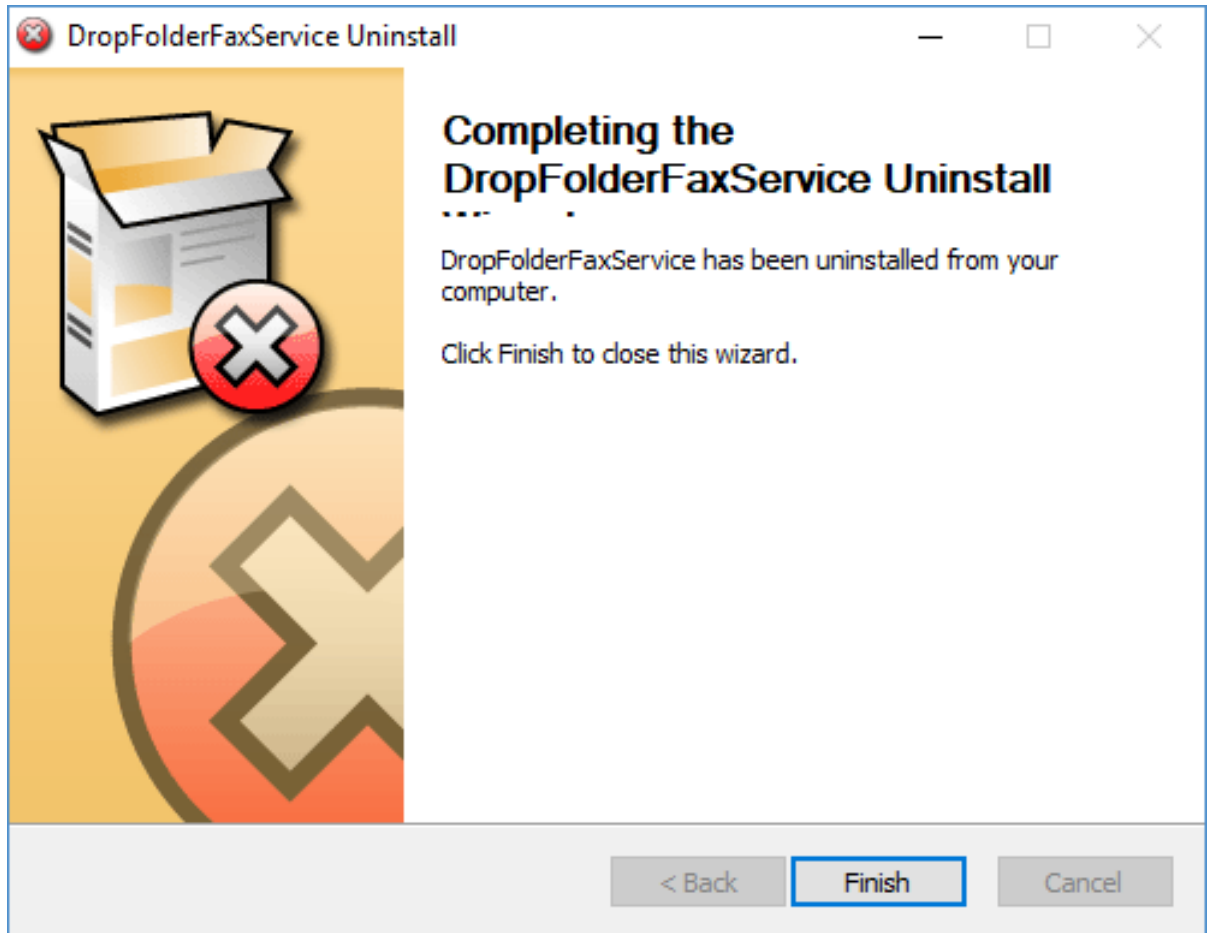 DropFolderFaxService Uninstall
Completing the
DropFolderFaxService Uninstall
DropFolderFaxService has been uninstalled from your
computer.
Click Finish to close this wizard.
< Back
Finish
Cancel